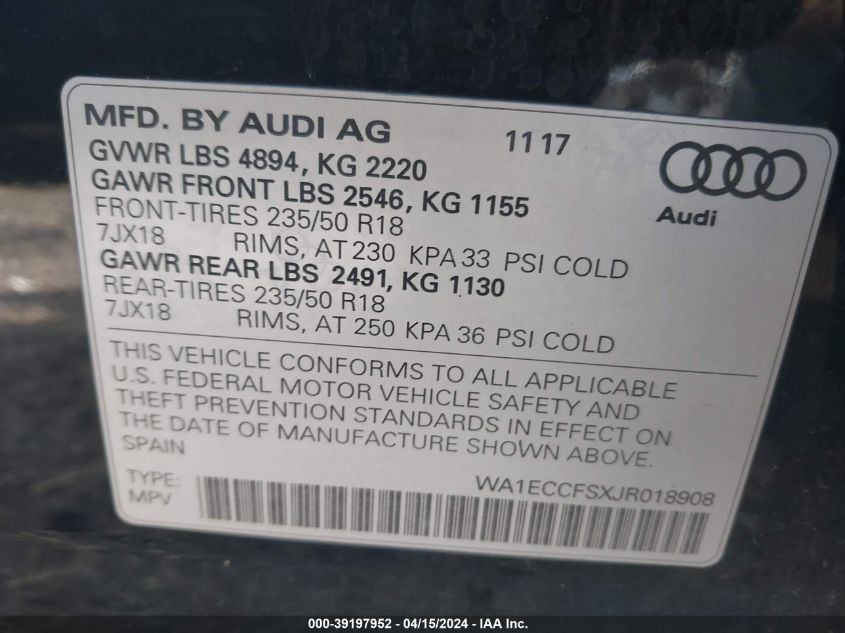 MFD. BY AUDI AG 11 17
GVWR LBS 4894, KG 2220
GAWR FRONT LBS 2546, KG 1155
FRONT-TIRES 235/50 R18
7JX18 RIMS, AT 230 KPA 33 PSI COLD
GAWR REAR LBS 2491, KG 1130
REAR-TIRES 235/50 R18
7JX18 RIMS, AT 250 KPA 36 PSI COLD
Audi
THIS VEHICLE CONFORMS TO ALL APPLICABLE
U.S. FEDERAL MOTOR VEHICLE SAFETY AND
THEFT PREVENTION STANDARDS IN EFFECT ON
THE DATE OF MANUFACTURE SHOWN ABOVE.
SPAIN
WA1ECCFSXJR018908
TYPE:
MPV
000-39197952 - 04/15/2024 - IAA Inc.